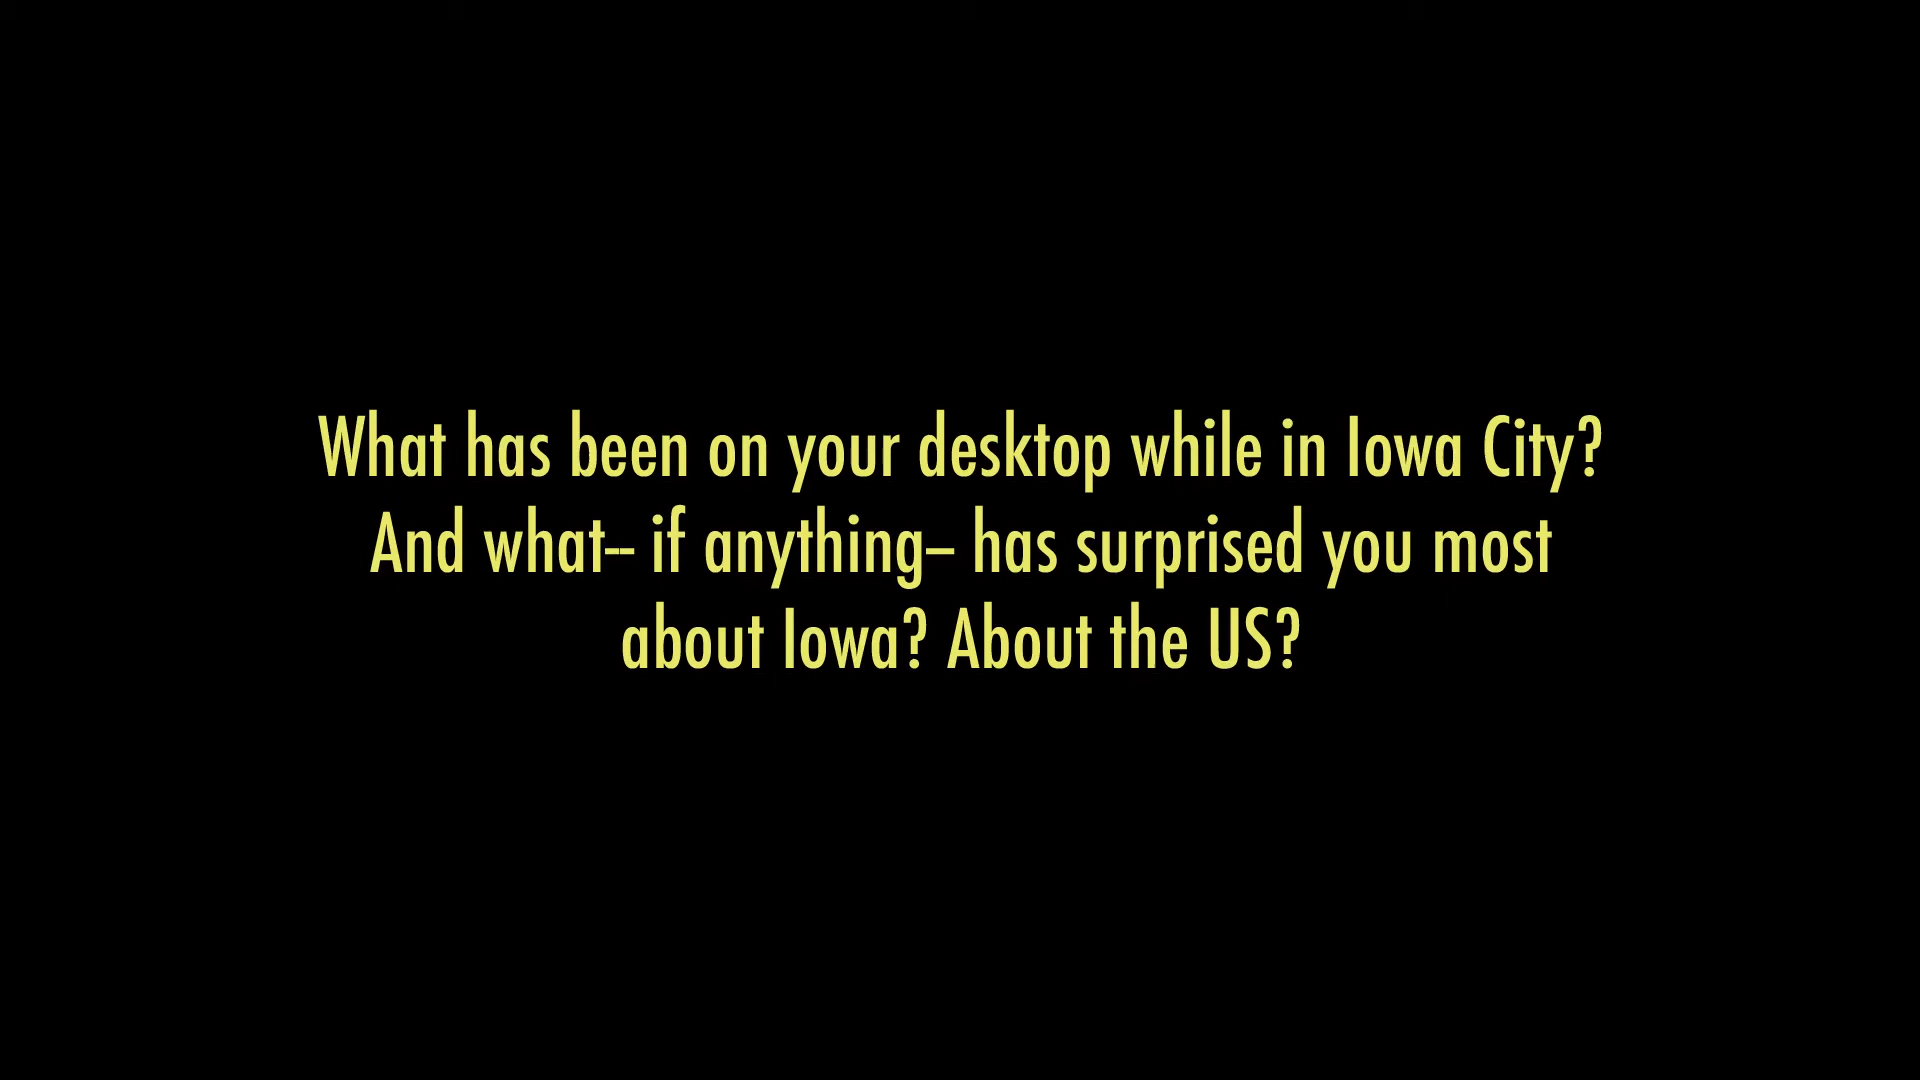 What has been on your desktop while in Iowa City?
And what-- if anything– has surprised you most
about Iowa? About the US?